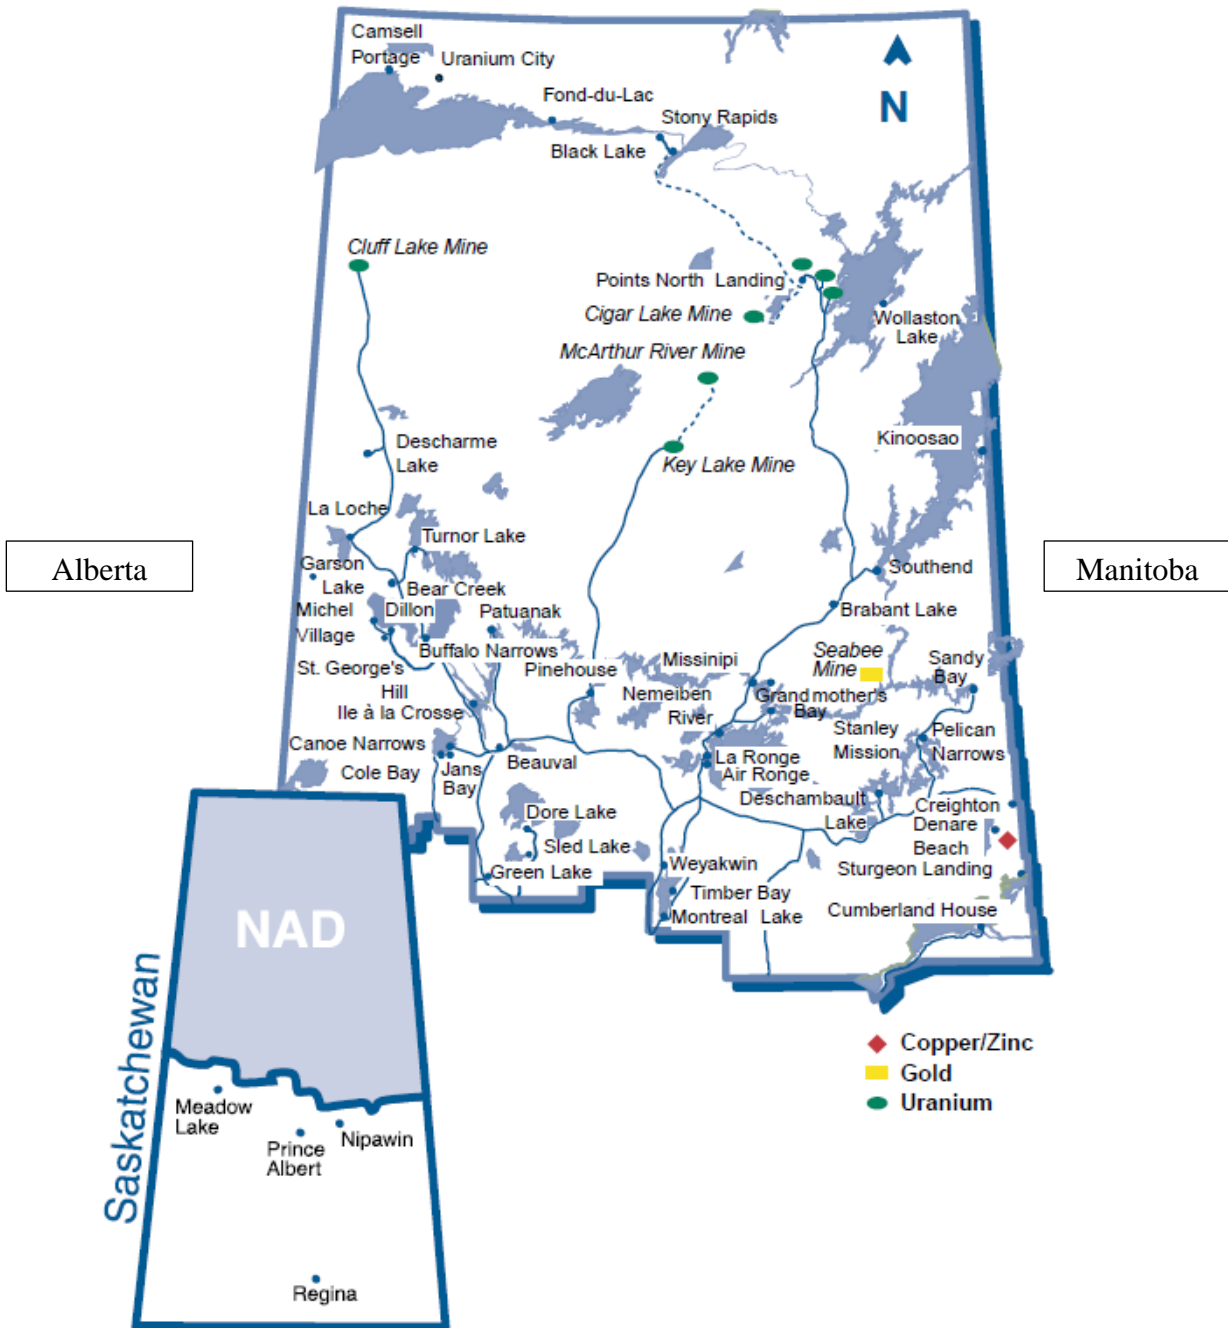 Camsell
Portage
Uranium City
Fond-du-Lac
Stony Rapids
Black Lake
N
Cluff Lake Mine
Points North Landing
Cigar Lake Mine
Wollaston
Lake
McArthur River Mine
Kinoosao
Descharme
Lake
Key Lake Mine
La Loche
Turnor Lake
Alberta
Manitoba
Garson
Lake
Southend
Bear Creek
Michel
Village
Dillon
Patuanak
Brabant Lake
Buffalo Narrows
St. George's
Hill
Pinehouse
Missinipi
Seabee
Mine
Sandy
Bay
Nemeiben
River
Grandmother's
Bay
Ile à la Crosse
Stanley
Mission
Pelican
Narrows
Canoe Narrows
Cole Bay
Jans
Bay
Beauval
La Ronge
Air Ronge
Deschambault
Lake
Creighton
Denare
Beach
Dore Lake
Sled Lake
Green Lake
Weyakwin
Sturgeon Landing
Timber Bay
Montreal Lake
Cumberland House
NAD
Saskatchewan
Copper/Zinc
Gold
Uranium
Meadow
Lake
Prince
Albert
Nipawin
Regina